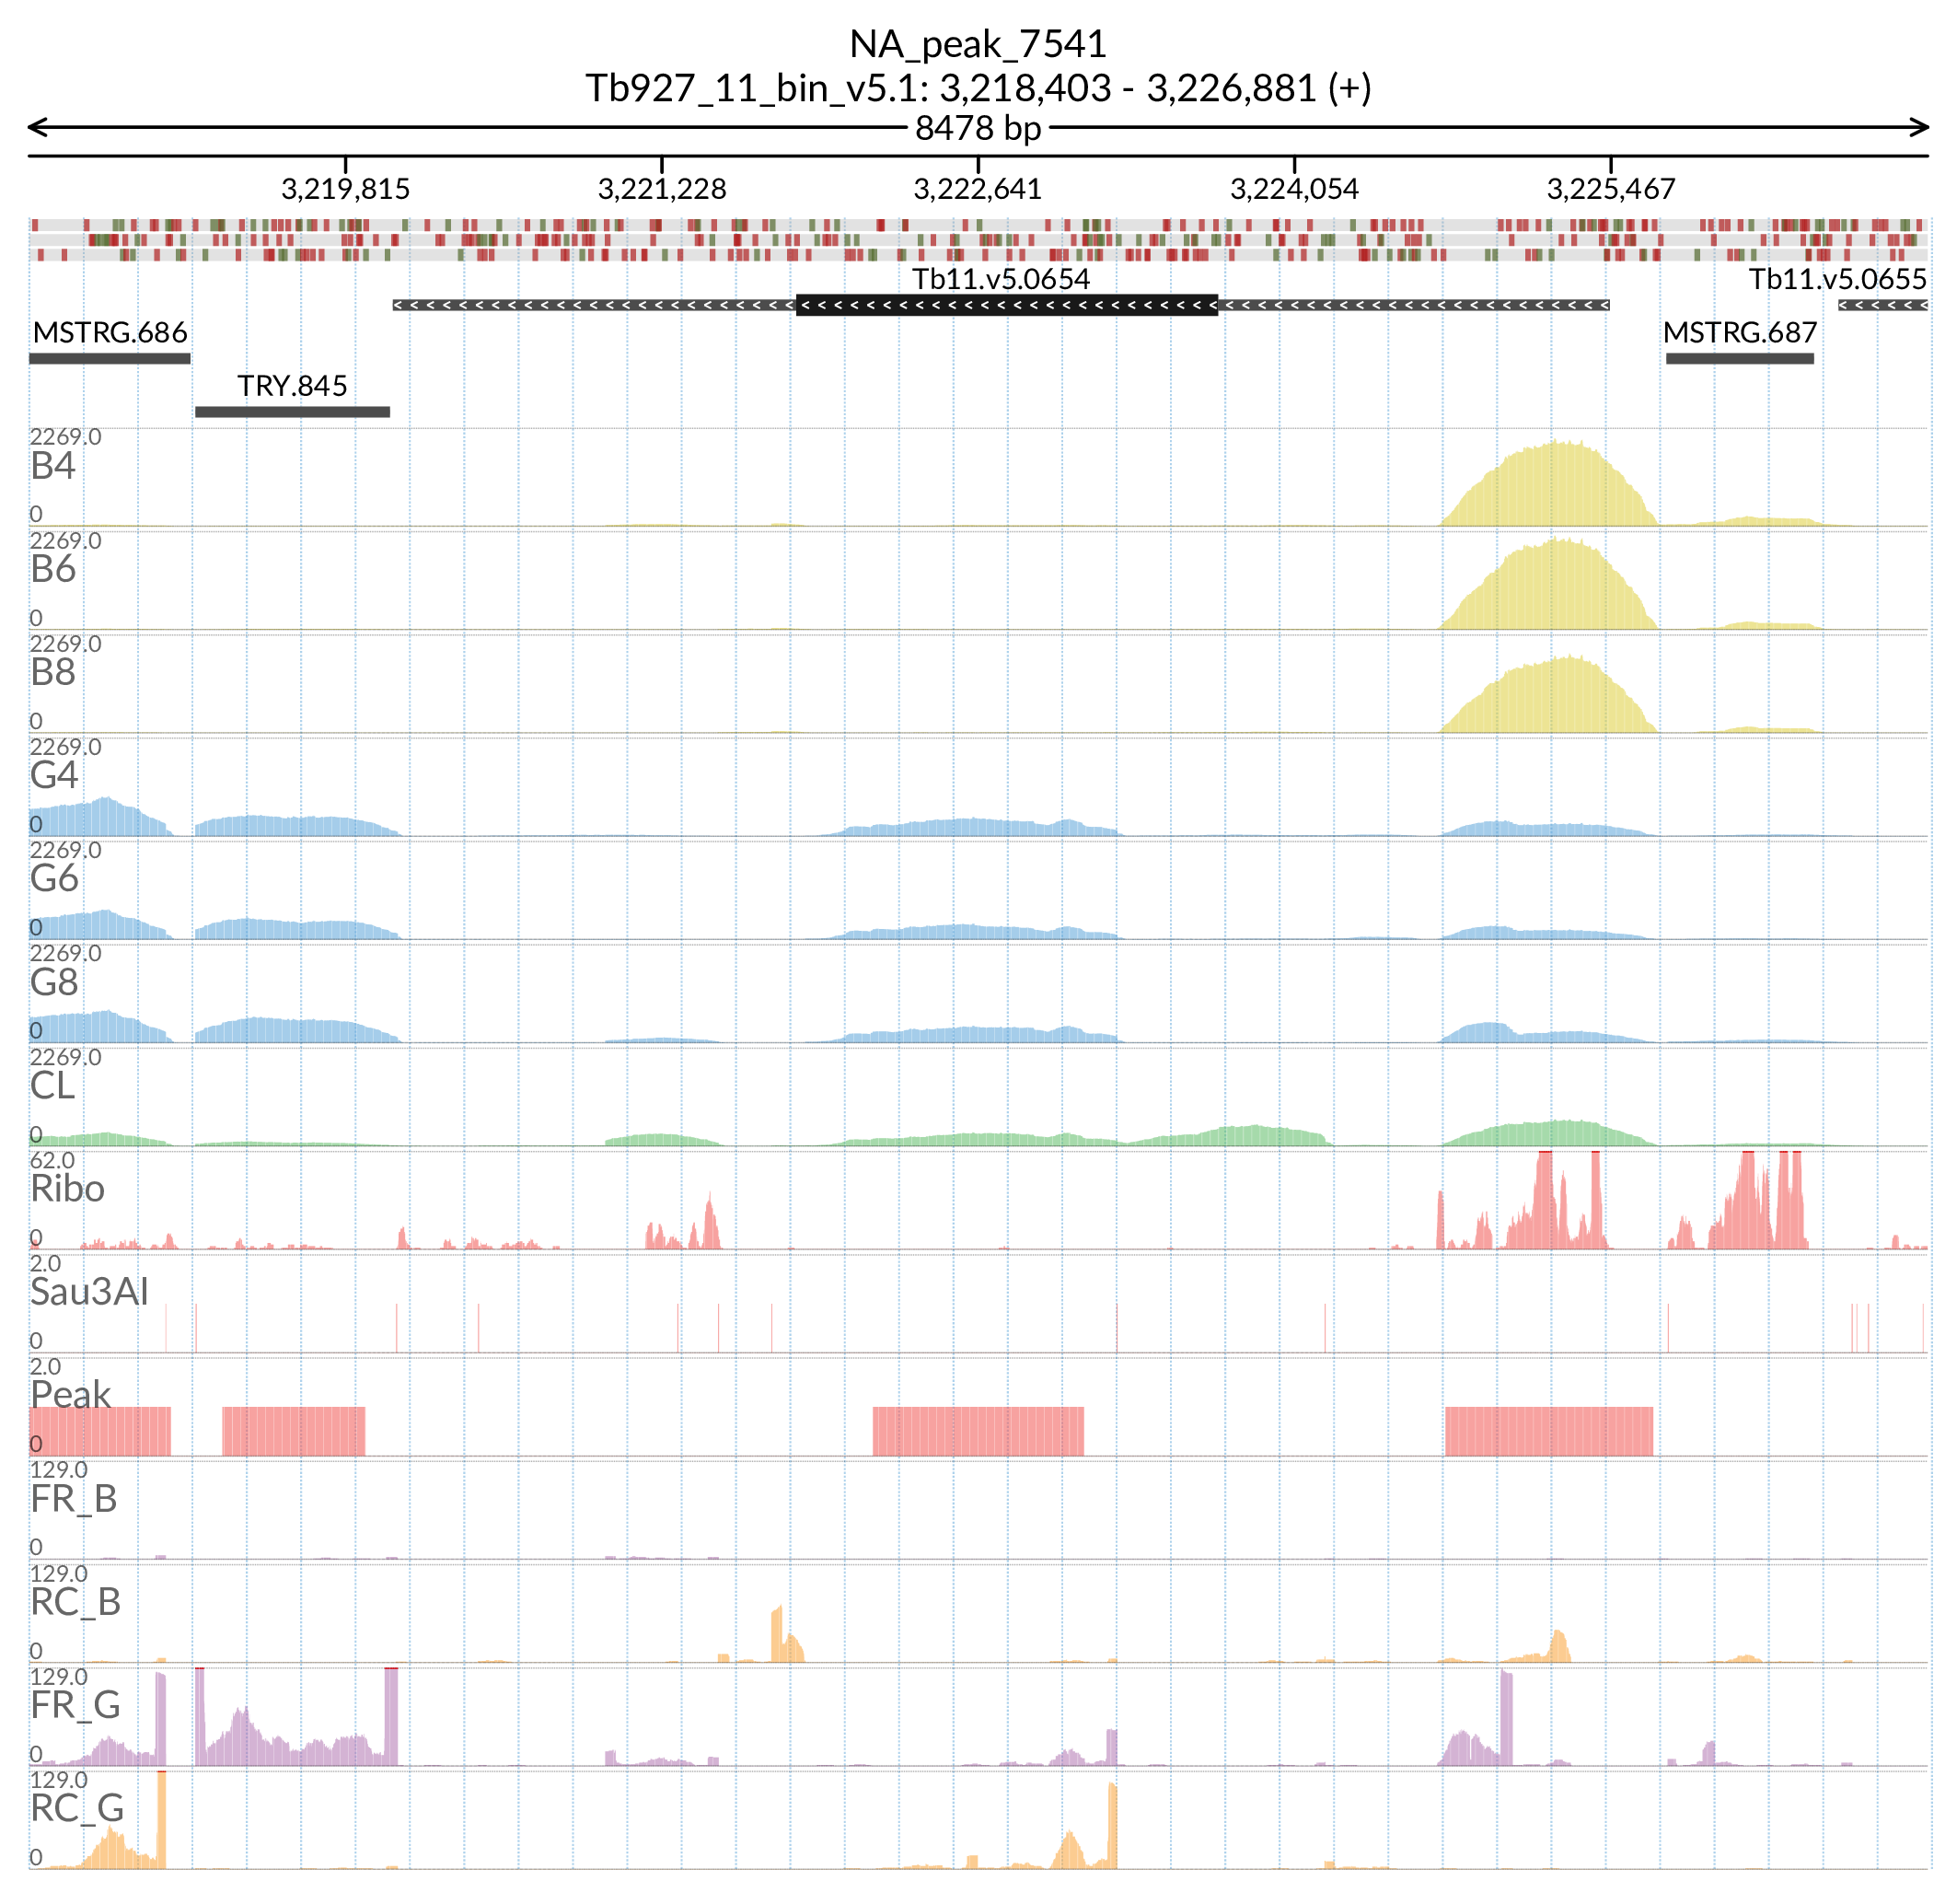 NA_peak_7541
Tb927_11_bin_v5.1: 3,218,403 - 3,226,881 (+)
8478 bp
3,219,815 3,221,228 3,222,641 3,224,054 3,225,467
Tb11.v5.0654 Tb11.v5.0655
MSTRG.686 MSTRG.687
TRY.845
2269.0
B4
0
2269.0
B6
0
2269.0
B8
0
2269.0
G4
0
2269.0
G6
0
2269.0
G8
0
2269.0
CL
0
62.0
Ribo
0
2.0
Sau3AI
0
2.0
Peak
0
129.0
FR_B
0
129.0
RC_B
0
129.0
FR_G
0
129.0
RC_G
0